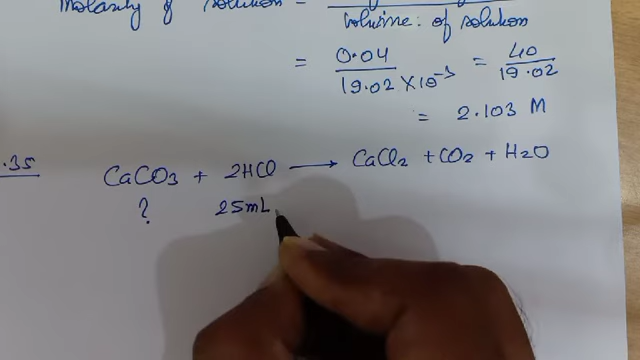 Molarity of solution =
volume: of solution
= 0.04 / 19.02 × 10⁻³ = 40 / 19.02
= 2.103 M
.35
CaCO₃ + 2HCl ⟶ CaCl₂ + CO₂ + H₂O
? 25mL